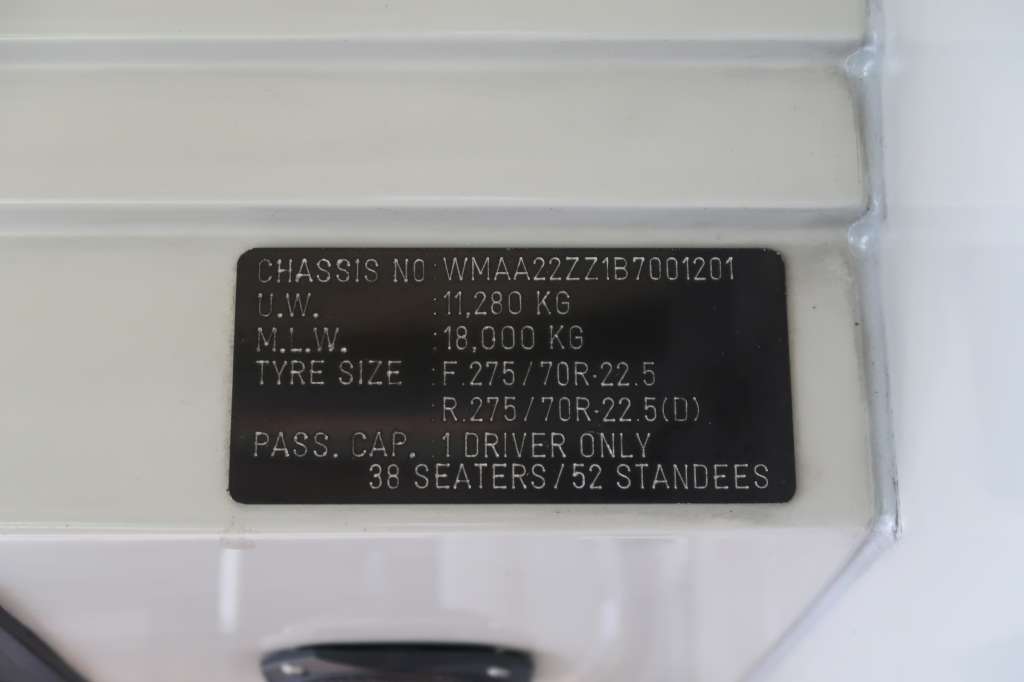 CHASSIS NO :WMAA22ZZ1B7001201
U.W. :11,280 KG
M.L.W. :18,000 KG
TYRE SIZE :F.275/70R-22.5
:R.275/70R-22.5(D)
PASS. CAP. :1 DRIVER ONLY
38 SEATERS/52 STANDEES